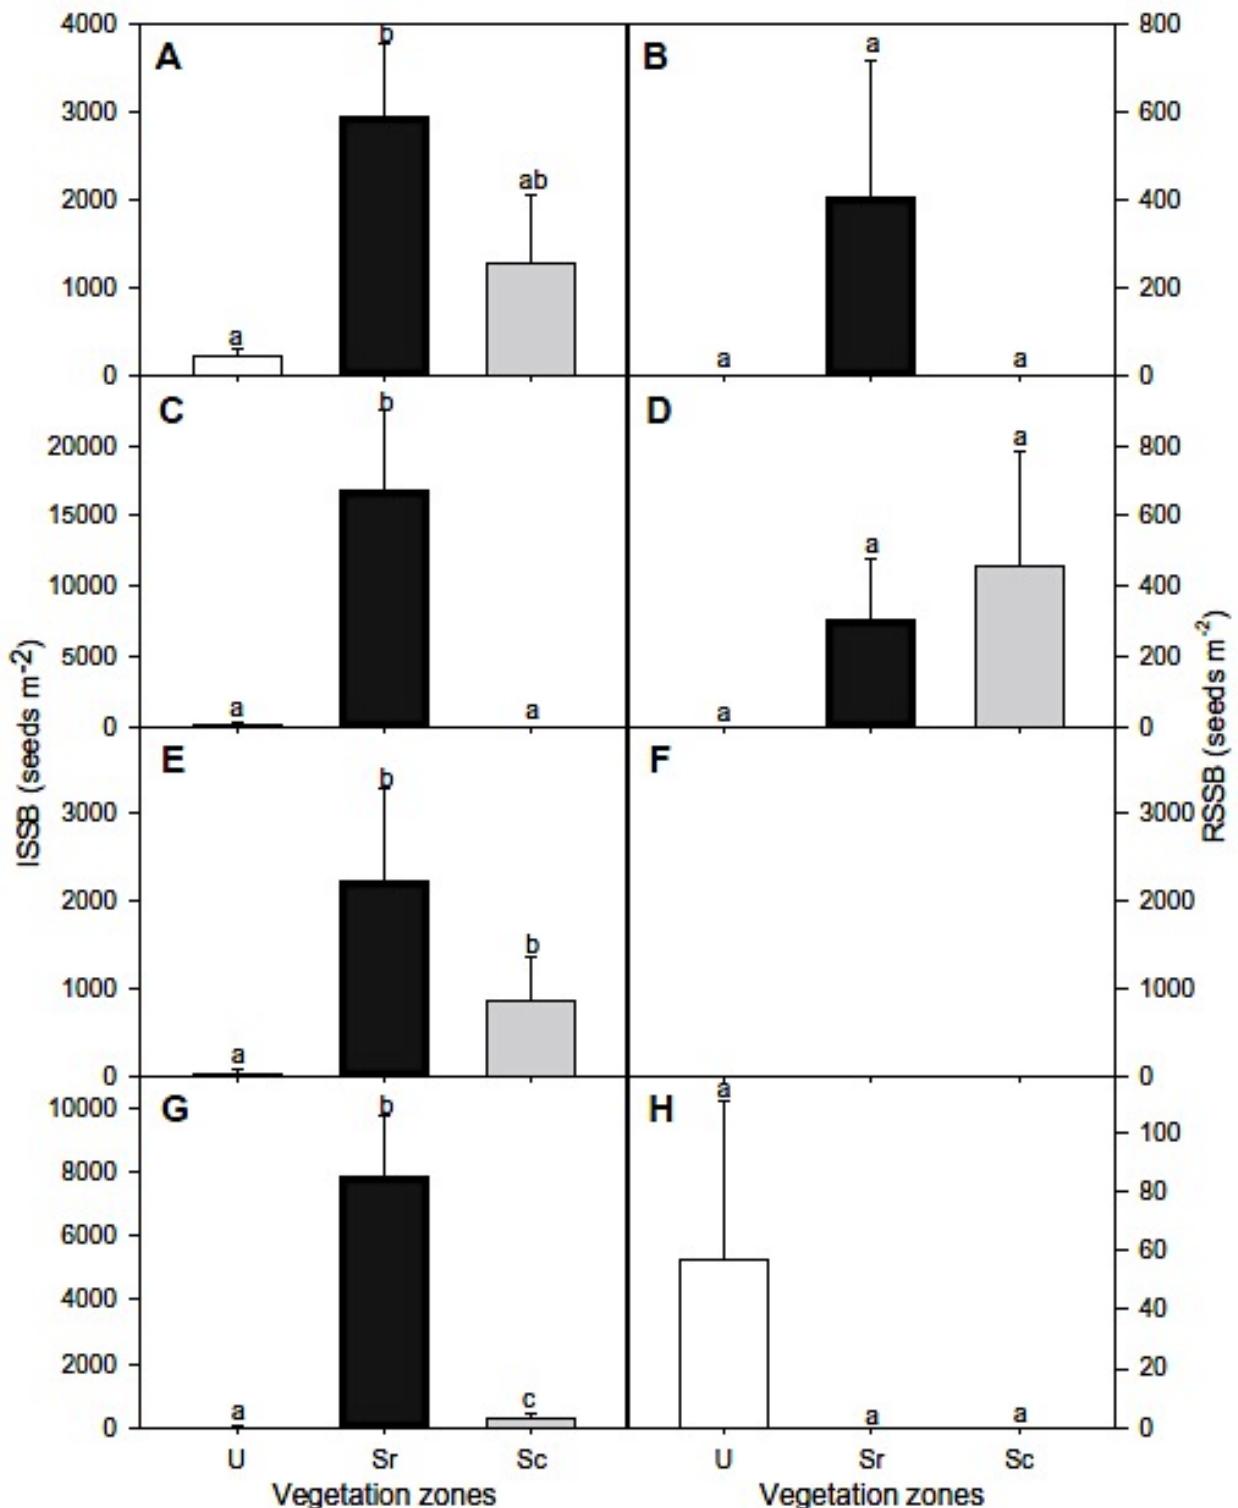 4000
3000
2000
1000
0
A
a
b
ab
B
a
a
a
800
600
400
200
0
20000
15000
10000
5000
0
C
a
b
a
D
a
a
a
800
600
400
200
0
3000
2000
1000
0
E
a
b
b
F
3000
2000
1000
0
10000
8000
6000
4000
2000
0
G
a
b
c
H
a
a
a
100
80
60
40
20
0
ISSB (seeds m-2)
RSSB (seeds m-2)
U Sr Sc
U Sr Sc
Vegetation zones
Vegetation zones